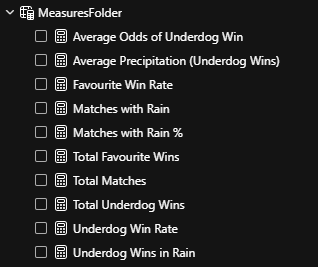 MeasuresFolder
Average Odds of Underdog Win
Average Precipitation (Underdog Wins)
Favourite Win Rate
Matches with Rain
Matches with Rain %
Total Favourite Wins
Total Matches
Total Underdog Wins
Underdog Win Rate
Underdog Wins in Rain